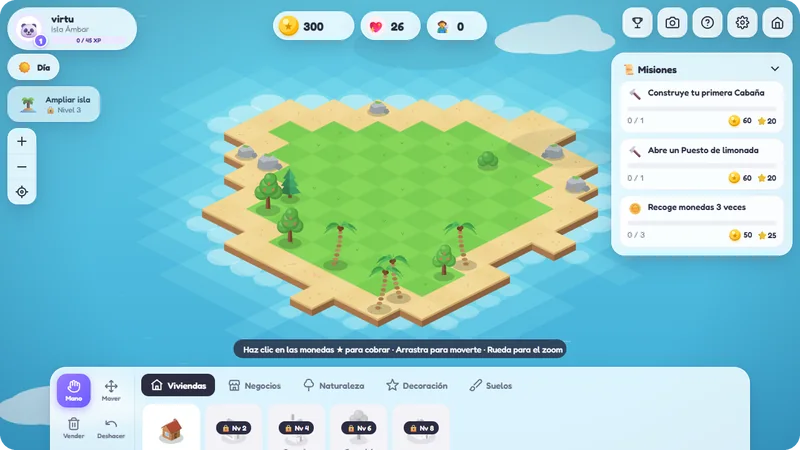 virtu
Isla Ámbar
1
0 / 45 XP
300
26
0
Día
Ampliar isla
Nivel 3
Misiones
Construye tu primera Cabaña
0 / 1
60
20
Abre un Puesto de limonada
0 / 1
60
20
Recoge monedas 3 veces
0 / 3
50
25
Haz clic en las monedas ★ para cobrar · Arrastra para moverte · Rueda para el zoom
Mano
Mover
Vender
Deshacer
Viviendas
Negocios
Naturaleza
Decoración
Suelos
Nv 2
Nv 4
Nv 6
Nv 8